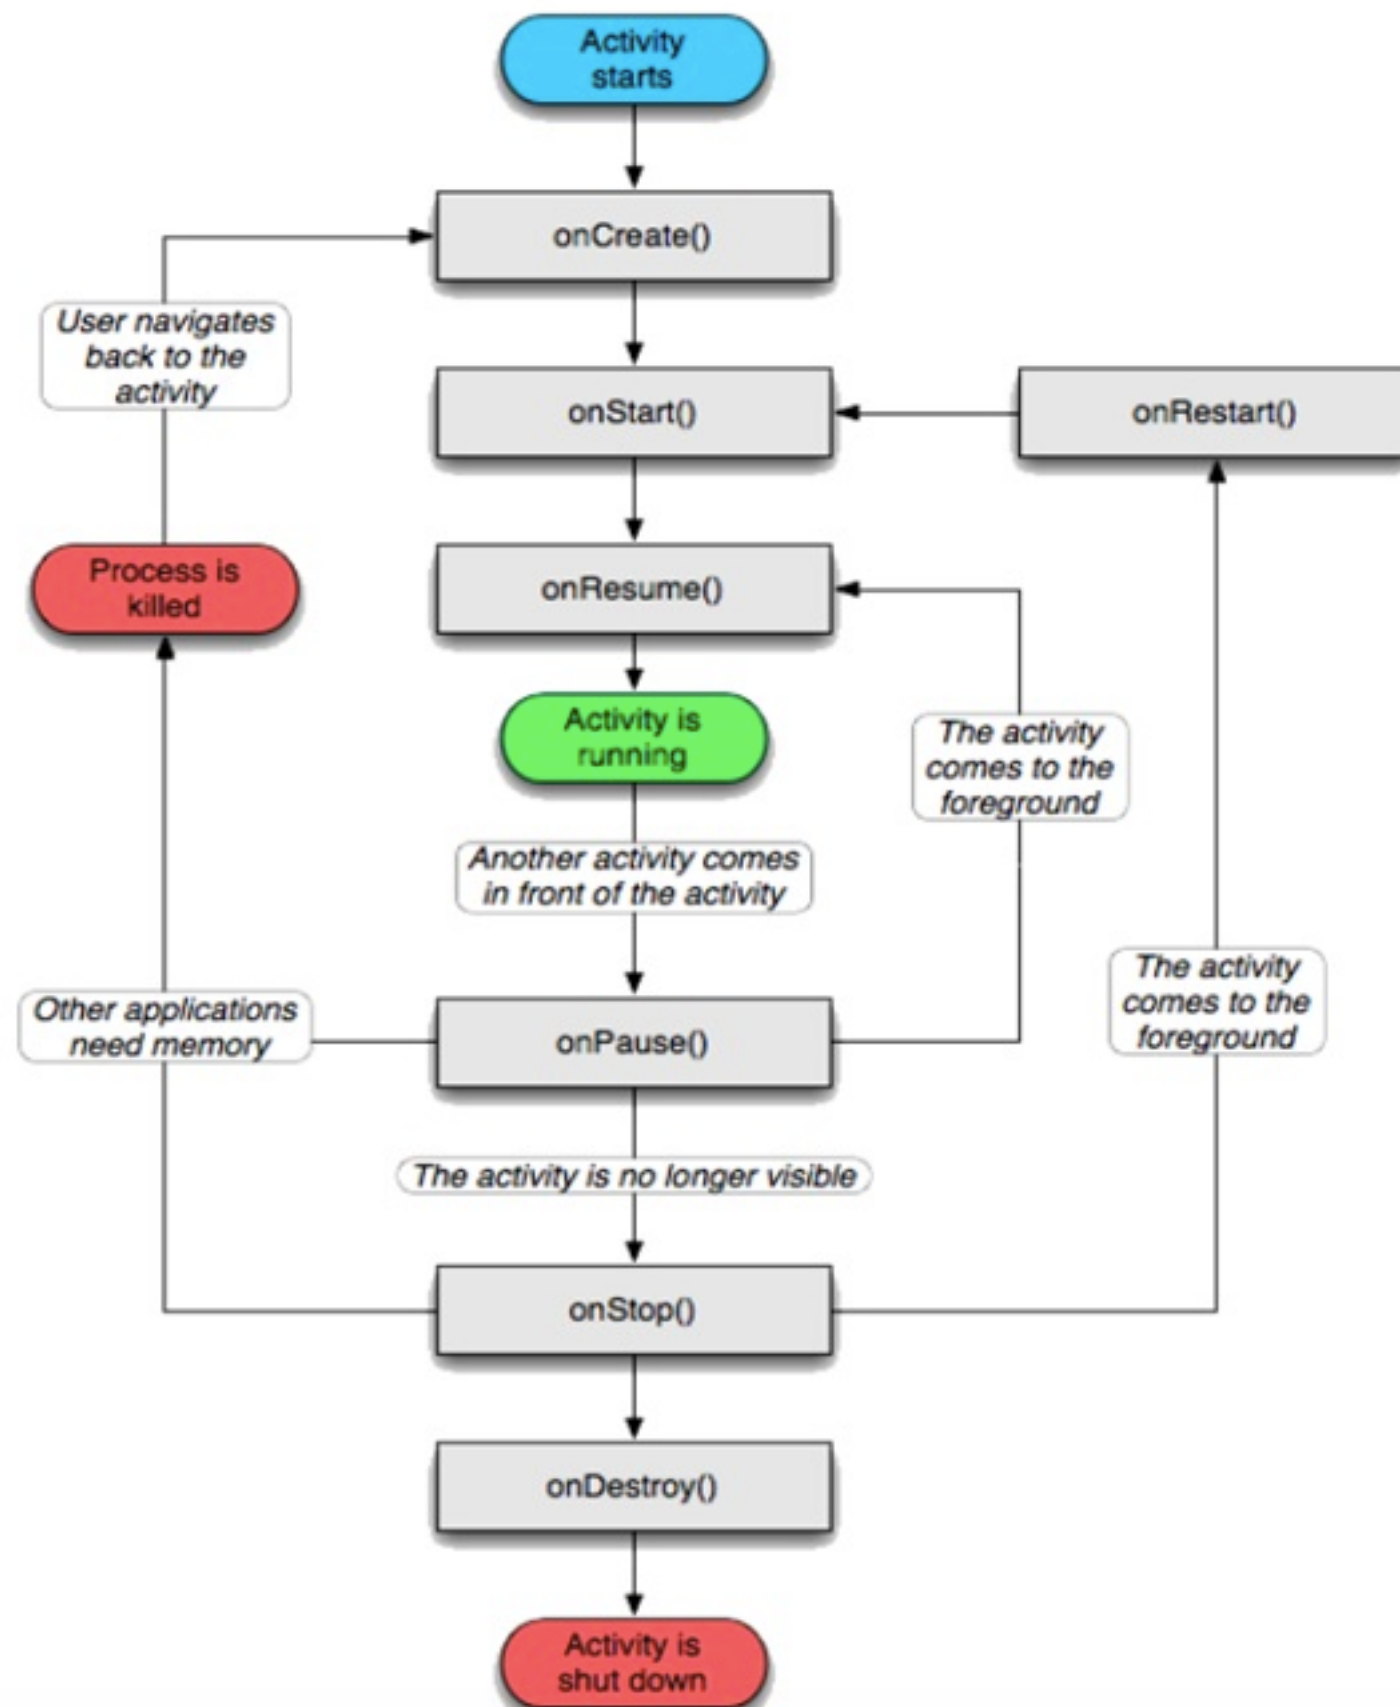 Activity
starts
onCreate()
User navigates
back to the
activity
onStart()
onRestart()
Process is
killed
onResume()
Activity is
running
The activity
comes to the
foreground
Another activity comes
in front of the activity
The activity
comes to the
foreground
Other applications
need memory
onPause()
The activity is no longer visible
onStop()
onDestroy()
Activity is
shut down